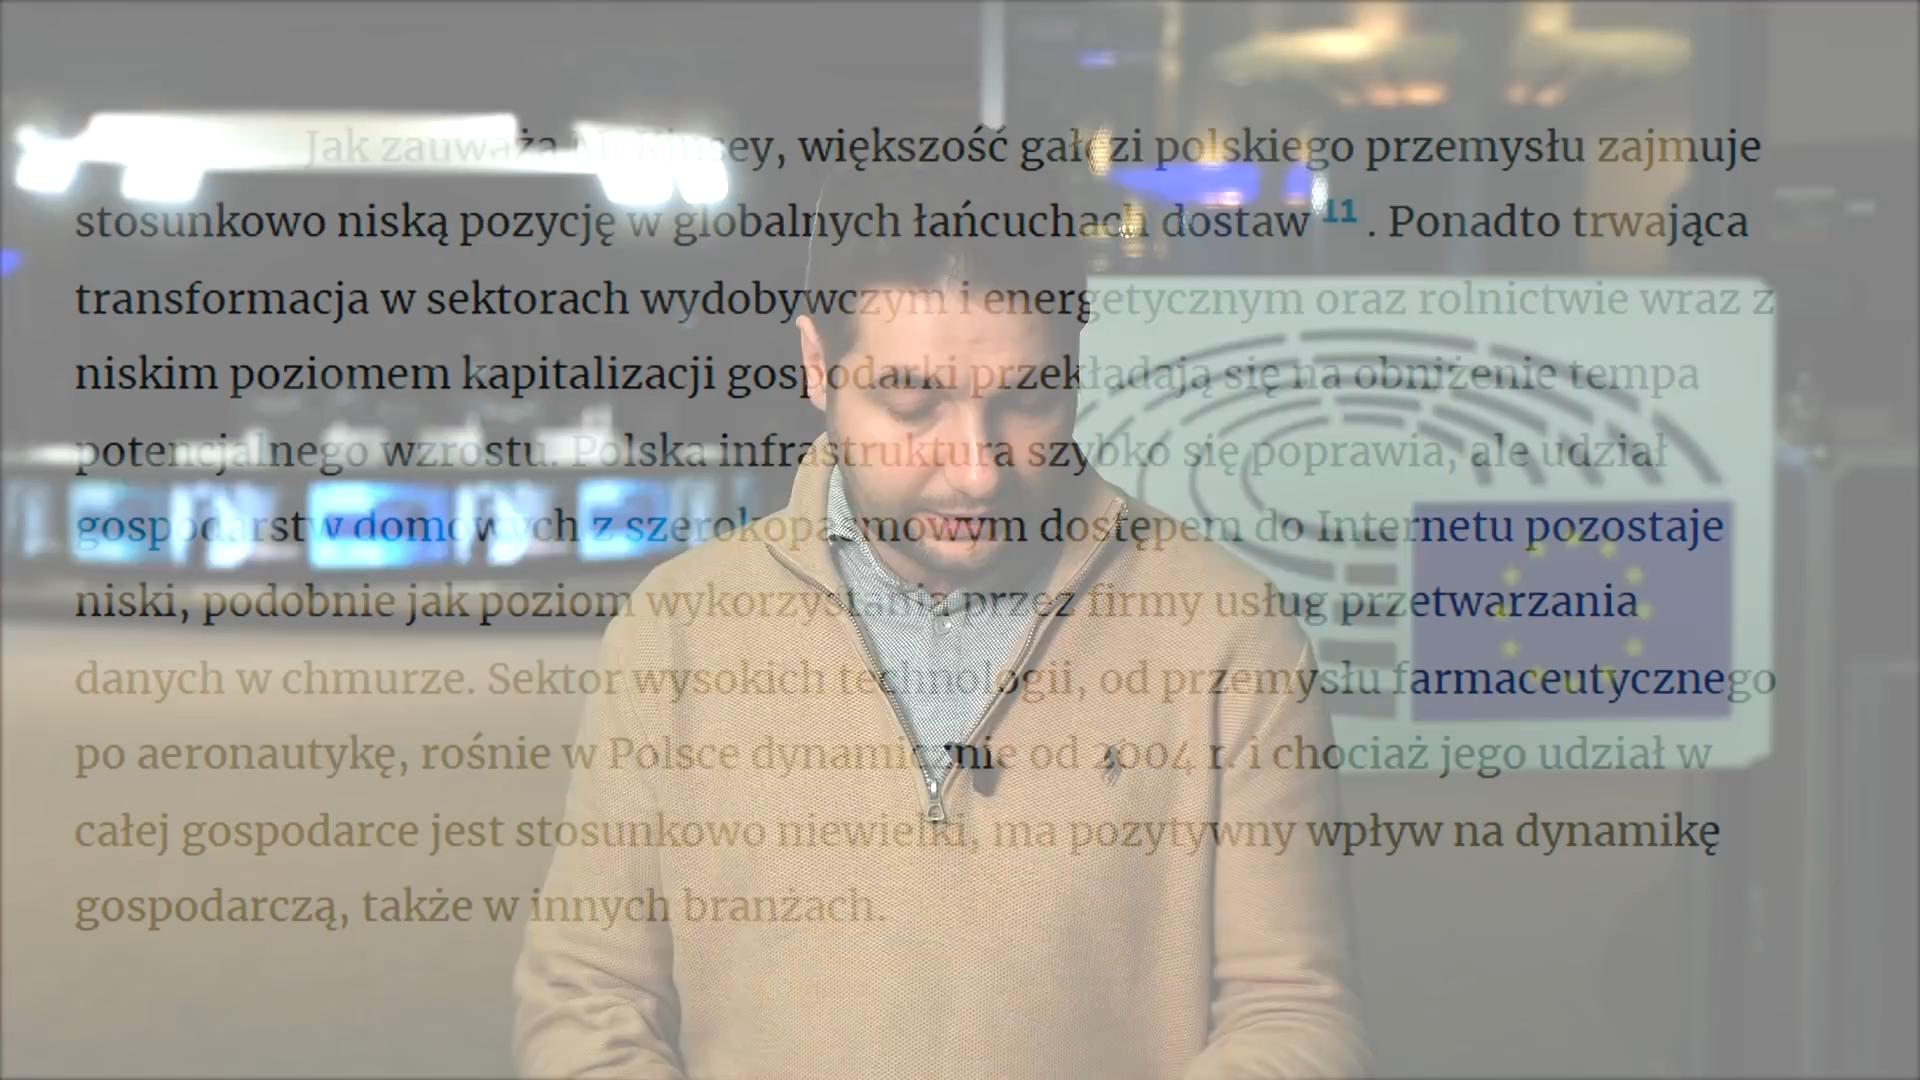 Jak zauważa McKinsey, większość gałęzi polskiego przemysłu zajmuje
stosunkowo niską pozycję w globalnych łańcuchach dostaw 11 . Ponadto trwająca
transformacja w sektorach wydobywczym i energetycznym oraz rolnictwie wraz z
niskim poziomem kapitalizacji gospodarki przekładają się na obniżenie tempa
potencjalnego wzrostu. Polska infrastruktura szybko się poprawia, ale udział
gospodarstw domowych z szerokopasmowym dostępem do Internetu pozostaje
niski, podobnie jak poziom wykorzystania przez firmy usług przetwarzania
danych w chmurze. Sektor wysokich technologii, od przemysłu farmaceutycznego
po aeronautykę, rośnie w Polsce dynamicznie od 2004 r. i chociaż jego udział w
całej gospodarce jest stosunkowo niewielki, ma pozytywny wpływ na dynamikę
gospodarczą, także w innych branżach.